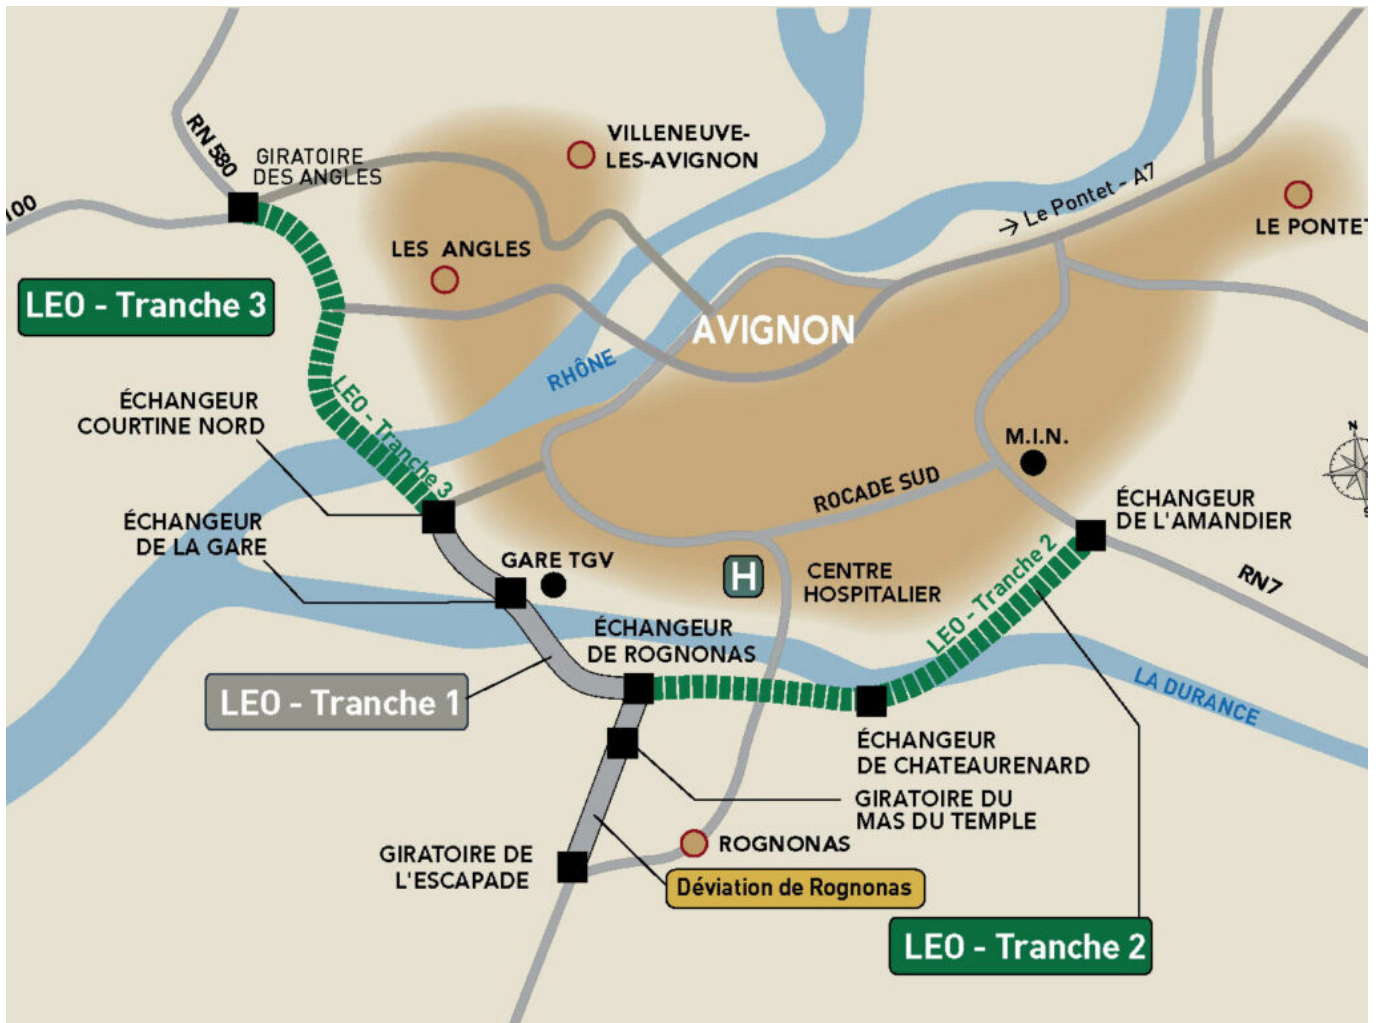 VILLENEUVE-
LES-AVIGNON
RN 580
GIRATOIRE
DES ANGLES
100
Le Pontet - A7
LE PONTET
LES ANGLES
LEO - Tranche 3
AVIGNON
RHÔNE
ÉCHANGEUR
COURTINE NORD
LEO - Tranche 3
M.I.N.
N
S
ROCADE SUD
ÉCHANGEUR
DE L'AMANDIER
ÉCHANGEUR
DE LA GARE
GARE TGV
H
CENTRE
HOSPITALIER
LEO - Tranche 2
RN7
ÉCHANGEUR
DE ROGNONAS
LEO - Tranche 1
LA DURANCE
ÉCHANGEUR
DE CHATEAURENARD
GIRATOIRE DU
MAS DU TEMPLE
ROGNONAS
GIRATOIRE DE
L'ESCAPADE
Déviation de Rognonas
LEO - Tranche 2